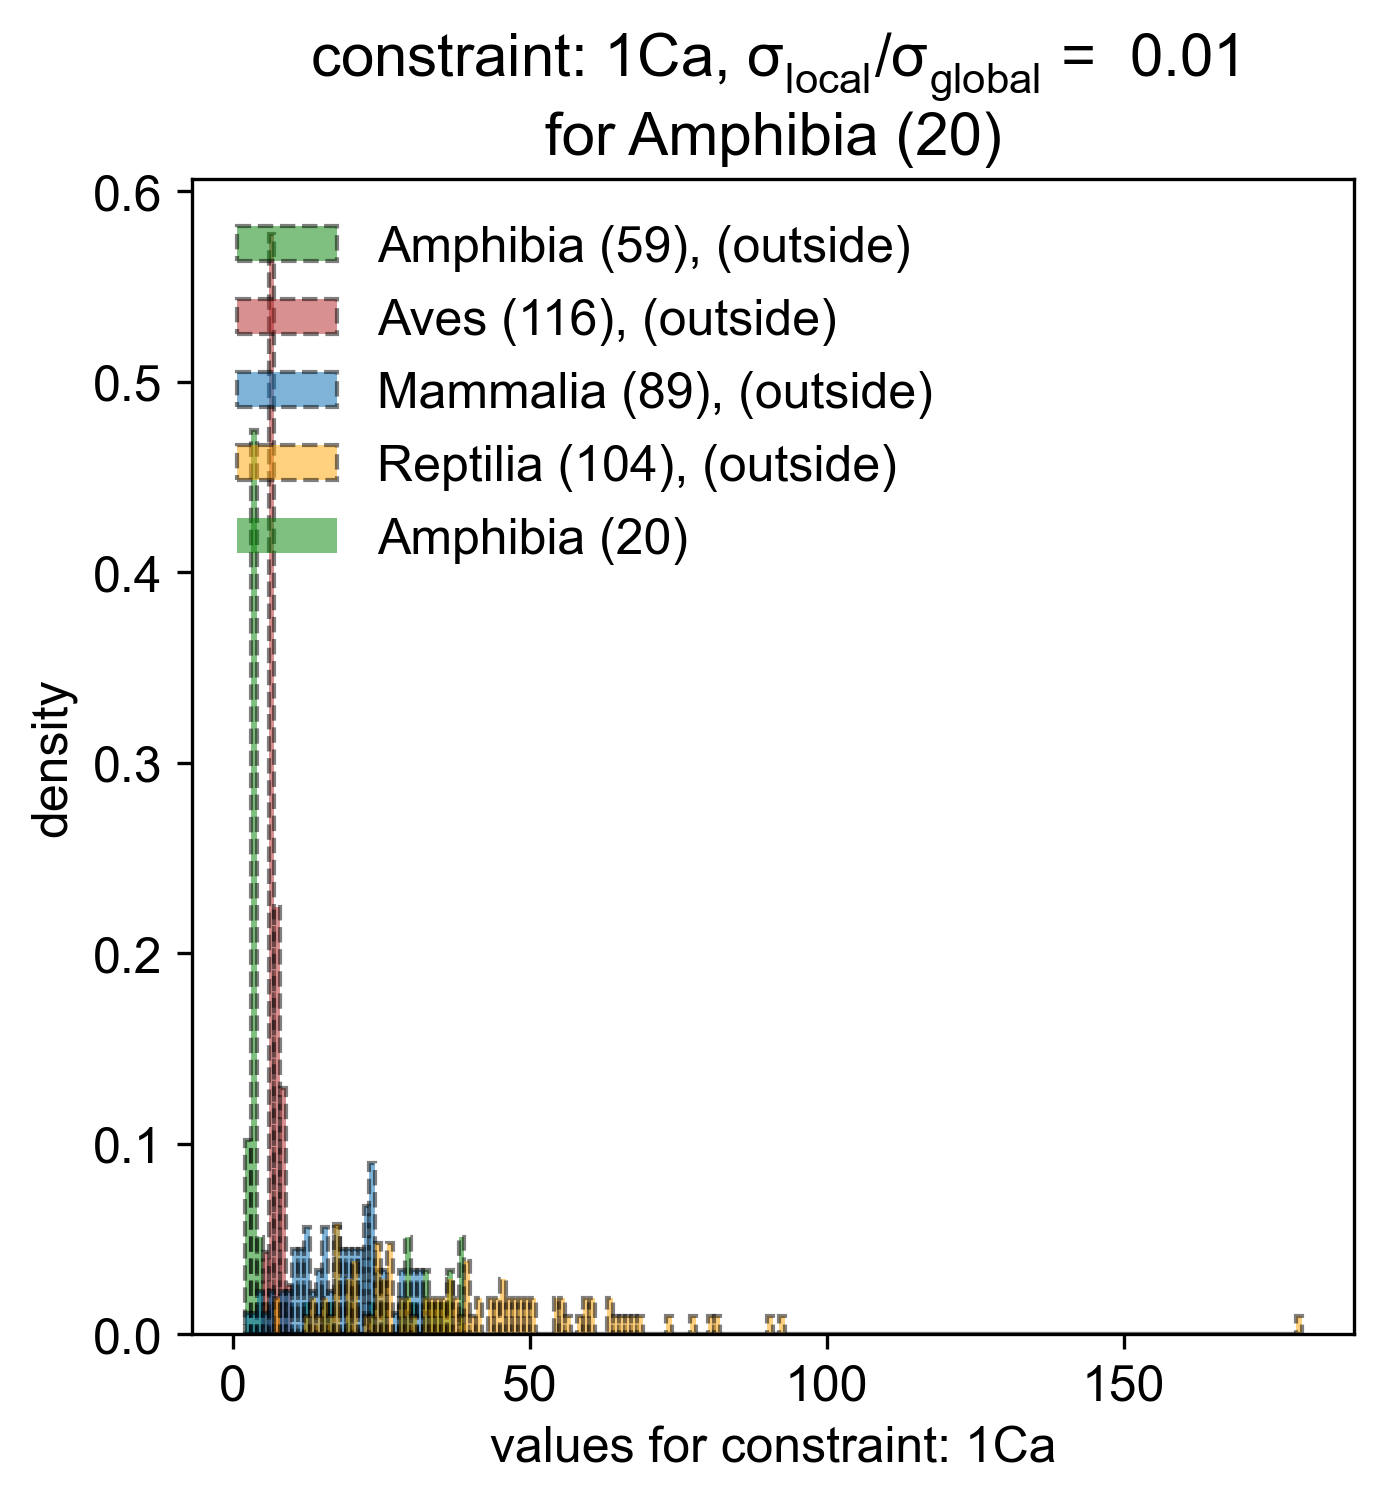 constraint: 1Ca, σlocal/σglobal = 0.01
for Amphibia (20)
0.6
0.5
0.4
0.3
0.2
0.1
0.0
density
Amphibia (59), (outside)
Aves (116), (outside)
Mammalia (89), (outside)
Reptilia (104), (outside)
Amphibia (20)
0 50 100 150
values for constraint: 1Ca